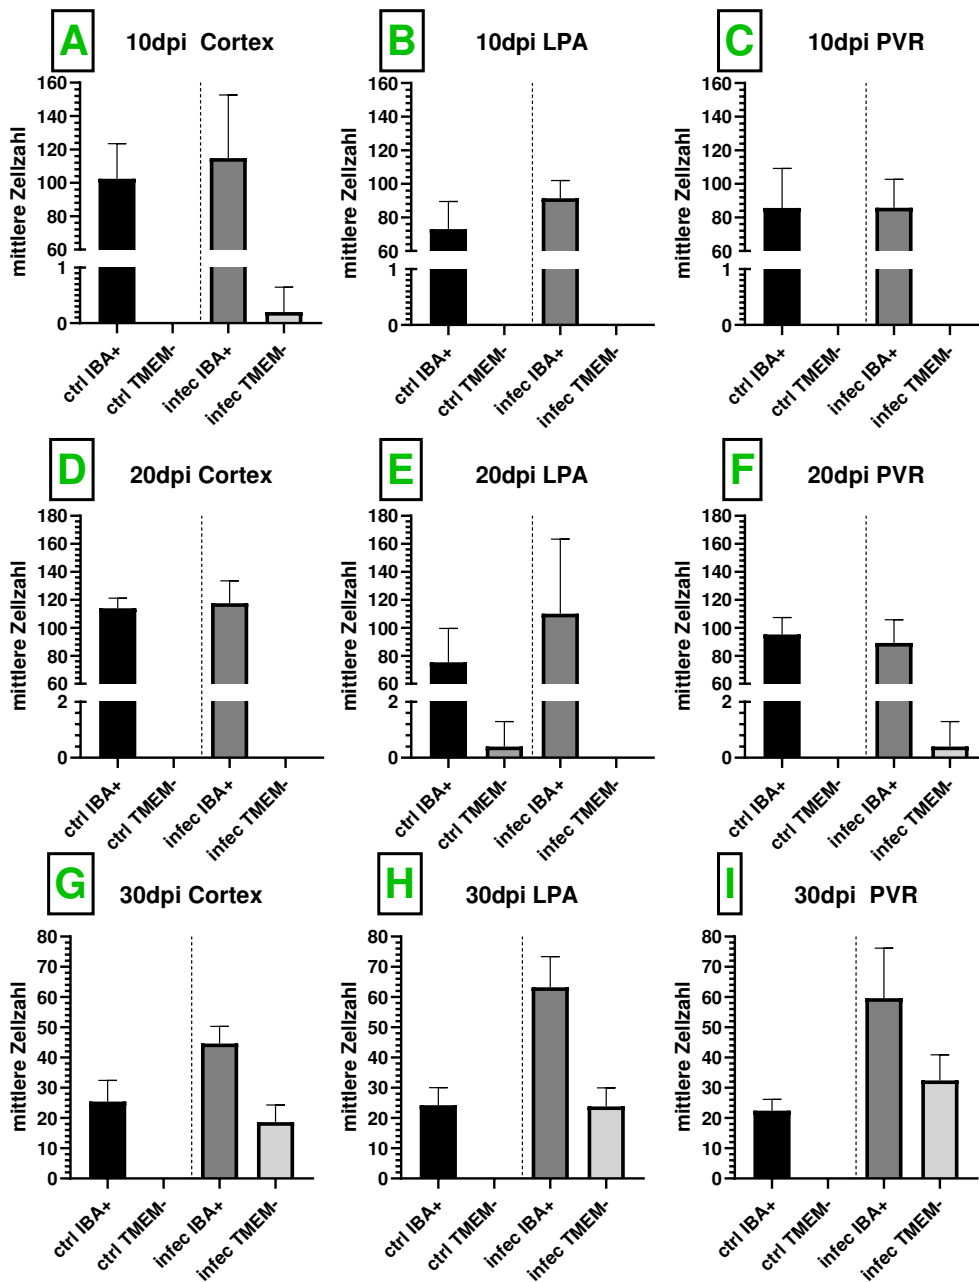 A 10dpi Cortex
mittlere Zellzahl
160
140
120
100
80
60
1
0
ctrl IBA+
ctrl TMEM-
infec IBA+
infec TMEM-
B 10dpi LPA
mittlere Zellzahl
160
140
120
100
80
60
1
0
ctrl IBA+
ctrl TMEM-
infec IBA+
infec TMEM-
C 10dpi PVR
mittlere Zellzahl
160
140
120
100
80
60
1
0
ctrl IBA+
ctrl TMEM-
infec IBA+
infec TMEM-
D 20dpi Cortex
mittlere Zellzahl
180
160
140
120
100
80
60
2
0
ctrl IBA+
ctrl TMEM-
infec IBA+
infec TMEM-
E 20dpi LPA
mittlere Zellzahl
180
160
140
120
100
80
60
2
0
ctrl IBA+
ctrl TMEM-
infec IBA+
infec TMEM-
F 20dpi PVR
mittlere Zellzahl
180
160
140
120
100
80
60
2
0
ctrl IBA+
ctrl TMEM-
infec IBA+
infec TMEM-
G 30dpi Cortex
mittlere Zellzahl
80
70
60
50
40
30
20
10
0
ctrl IBA+
ctrl TMEM-
infec IBA+
infec TMEM-
H 30dpi LPA
mittlere Zellzahl
80
70
60
50
40
30
20
10
0
ctrl IBA+
ctrl TMEM-
infec IBA+
infec TMEM-
I 30dpi PVR
mittlere Zellzahl
80
70
60
50
40
30
20
10
0
ctrl IBA+
ctrl TMEM-
infec IBA+
infec TMEM-